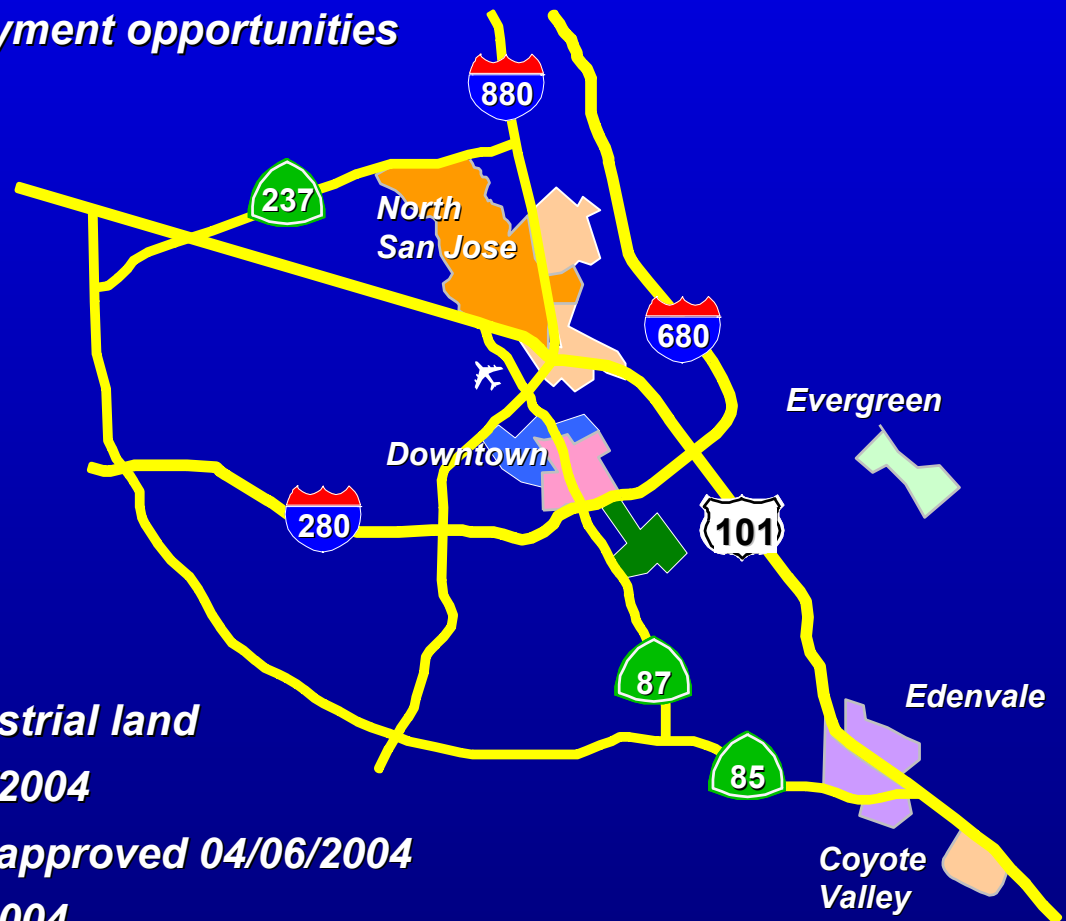 yment opportunities
880
237
North
San Jose
680
Evergreen
Downtown
280
101
87
Edenvale
strial land
85
2004
approved 04/06/2004
Coyote
Valley
004